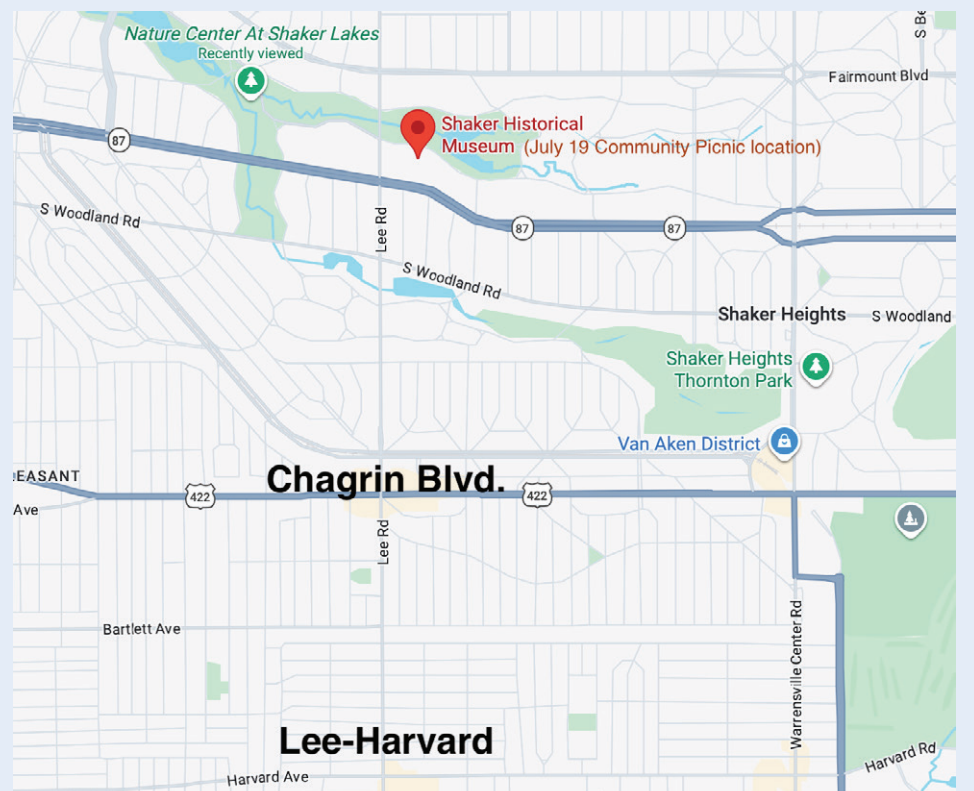 Nature Center At Shaker Lakes
Recently viewed
S Be
Fairmount Blvd
87
Shaker Historical
Museum (July 19 Community Picnic location)
S Woodland Rd
Lee Rd
87
87
S Woodland Rd
Shaker Heights
S Woodland
Shaker Heights
Thornton Park
Van Aken District
EASANT
Chagrin Blvd.
422
422
Ave
Lee Rd
Bartlett Ave
Warrensville Center Rd
Lee-Harvard
Harvard Ave
Harvard Rd